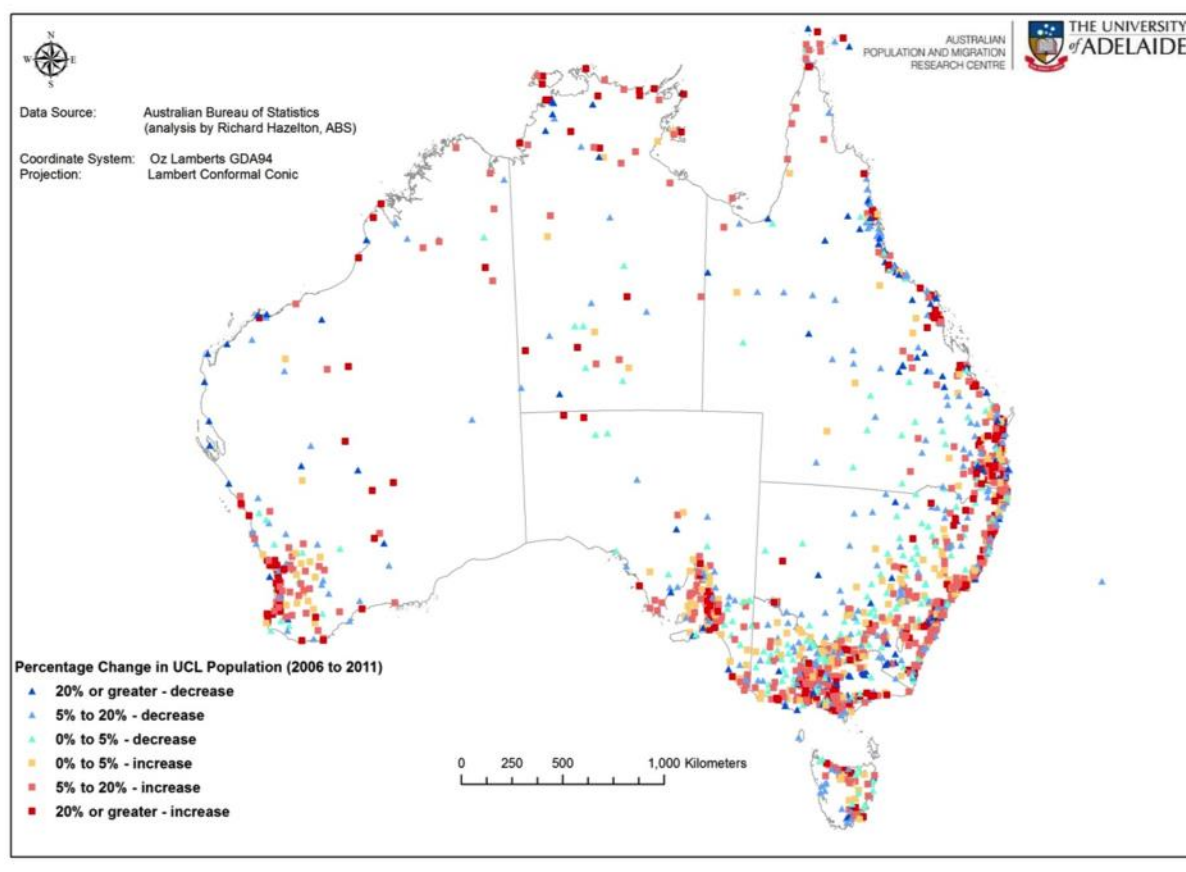 N
W E
S
AUSTRALIAN
POPULATION AND MIGRATION
RESEARCH CENTRE
THE UNIVERSITY
of ADELAIDE
Data Source: Australian Bureau of Statistics
(analysis by Richard Hazelton, ABS)
Coordinate System: Oz Lamberts GDA94
Projection: Lambert Conformal Conic
Percentage Change in UCL Population (2006 to 2011)
20% or greater - decrease
5% to 20% - decrease
0% to 5% - decrease
0% to 5% - increase
5% to 20% - increase
20% or greater - increase
0 250 500 1,000 Kilometers